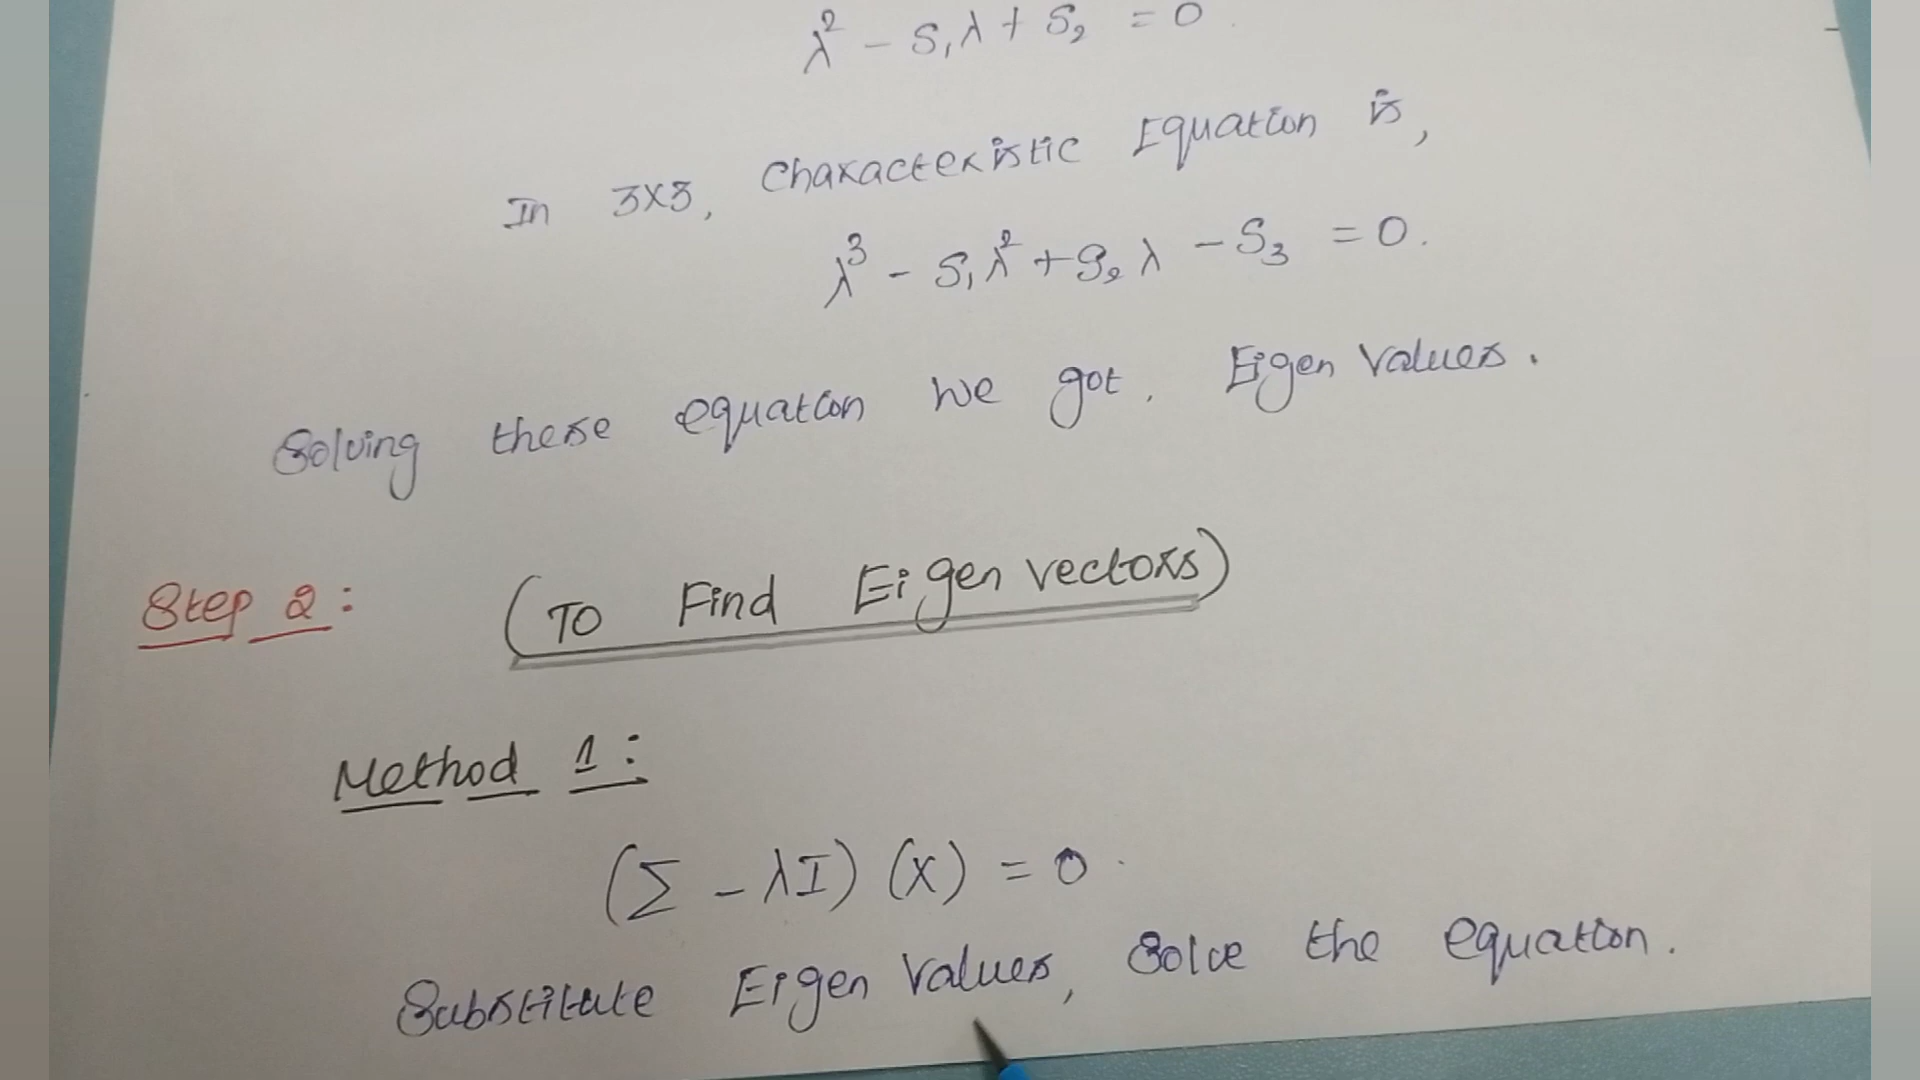 λ² - S₁λ + S₂ = 0.
In 3x3, Characteristic Equation is,
λ³ - S₁λ² + S₂λ - S₃ = 0.
Solving these equation we got. Eigen Values.
Step 2: (TO Find Eigen vectors)
Method 1:
(Σ - λI) (X) = 0.
Substitute Eigen Values, Solve the equation.